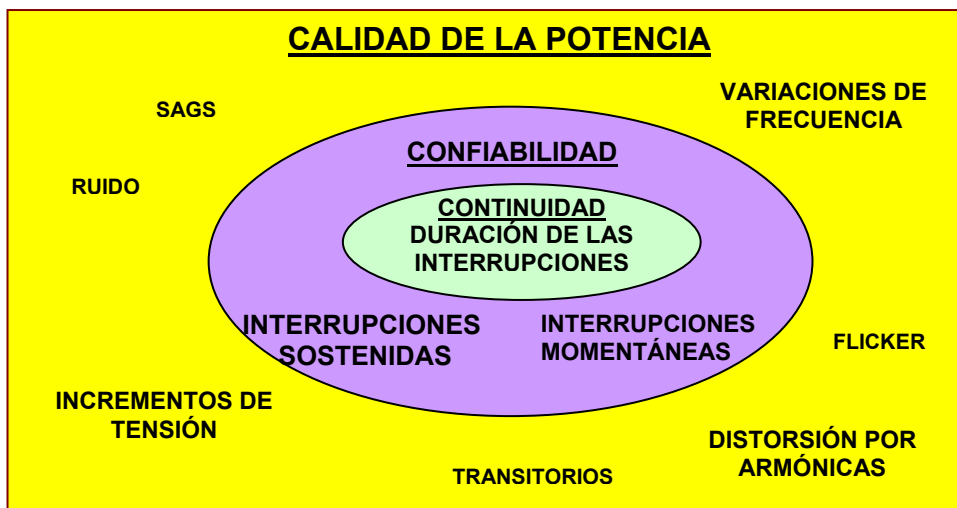 CALIDAD DE LA POTENCIA
SAGS
VARIACIONES DE
FRECUENCIA
RUIDO
CONFIABILIDAD
CONTINUIDAD
DURACIÓN DE LAS
INTERRUPCIONES
INTERRUPCIONES
SOSTENIDAS
INTERRUPCIONES
MOMENTÁNEAS
FLICKER
INCREMENTOS DE
TENSIÓN
DISTORSIÓN POR
ARMÓNICAS
TRANSITORIOS